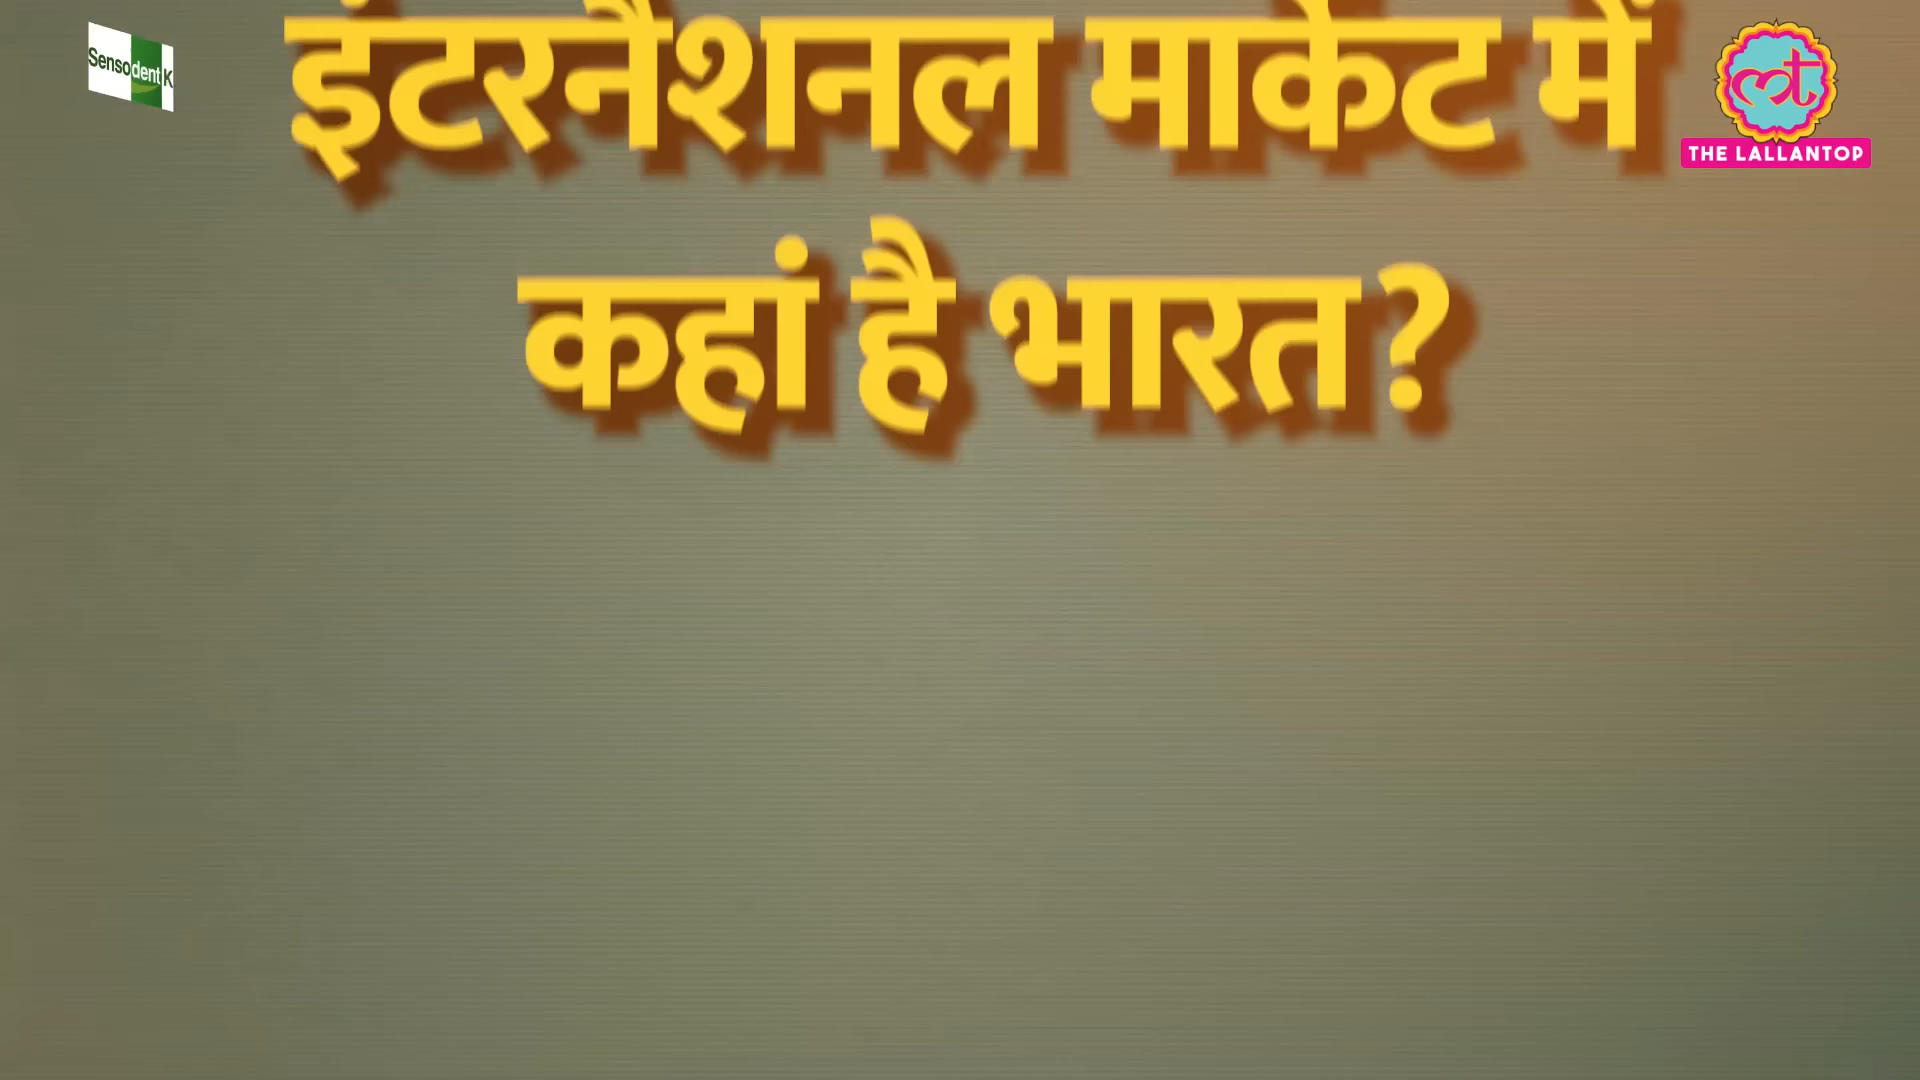 Sensodent K
इंटरनैशनल मार्केट में
कहां है भारत?
THE LALLANTOP